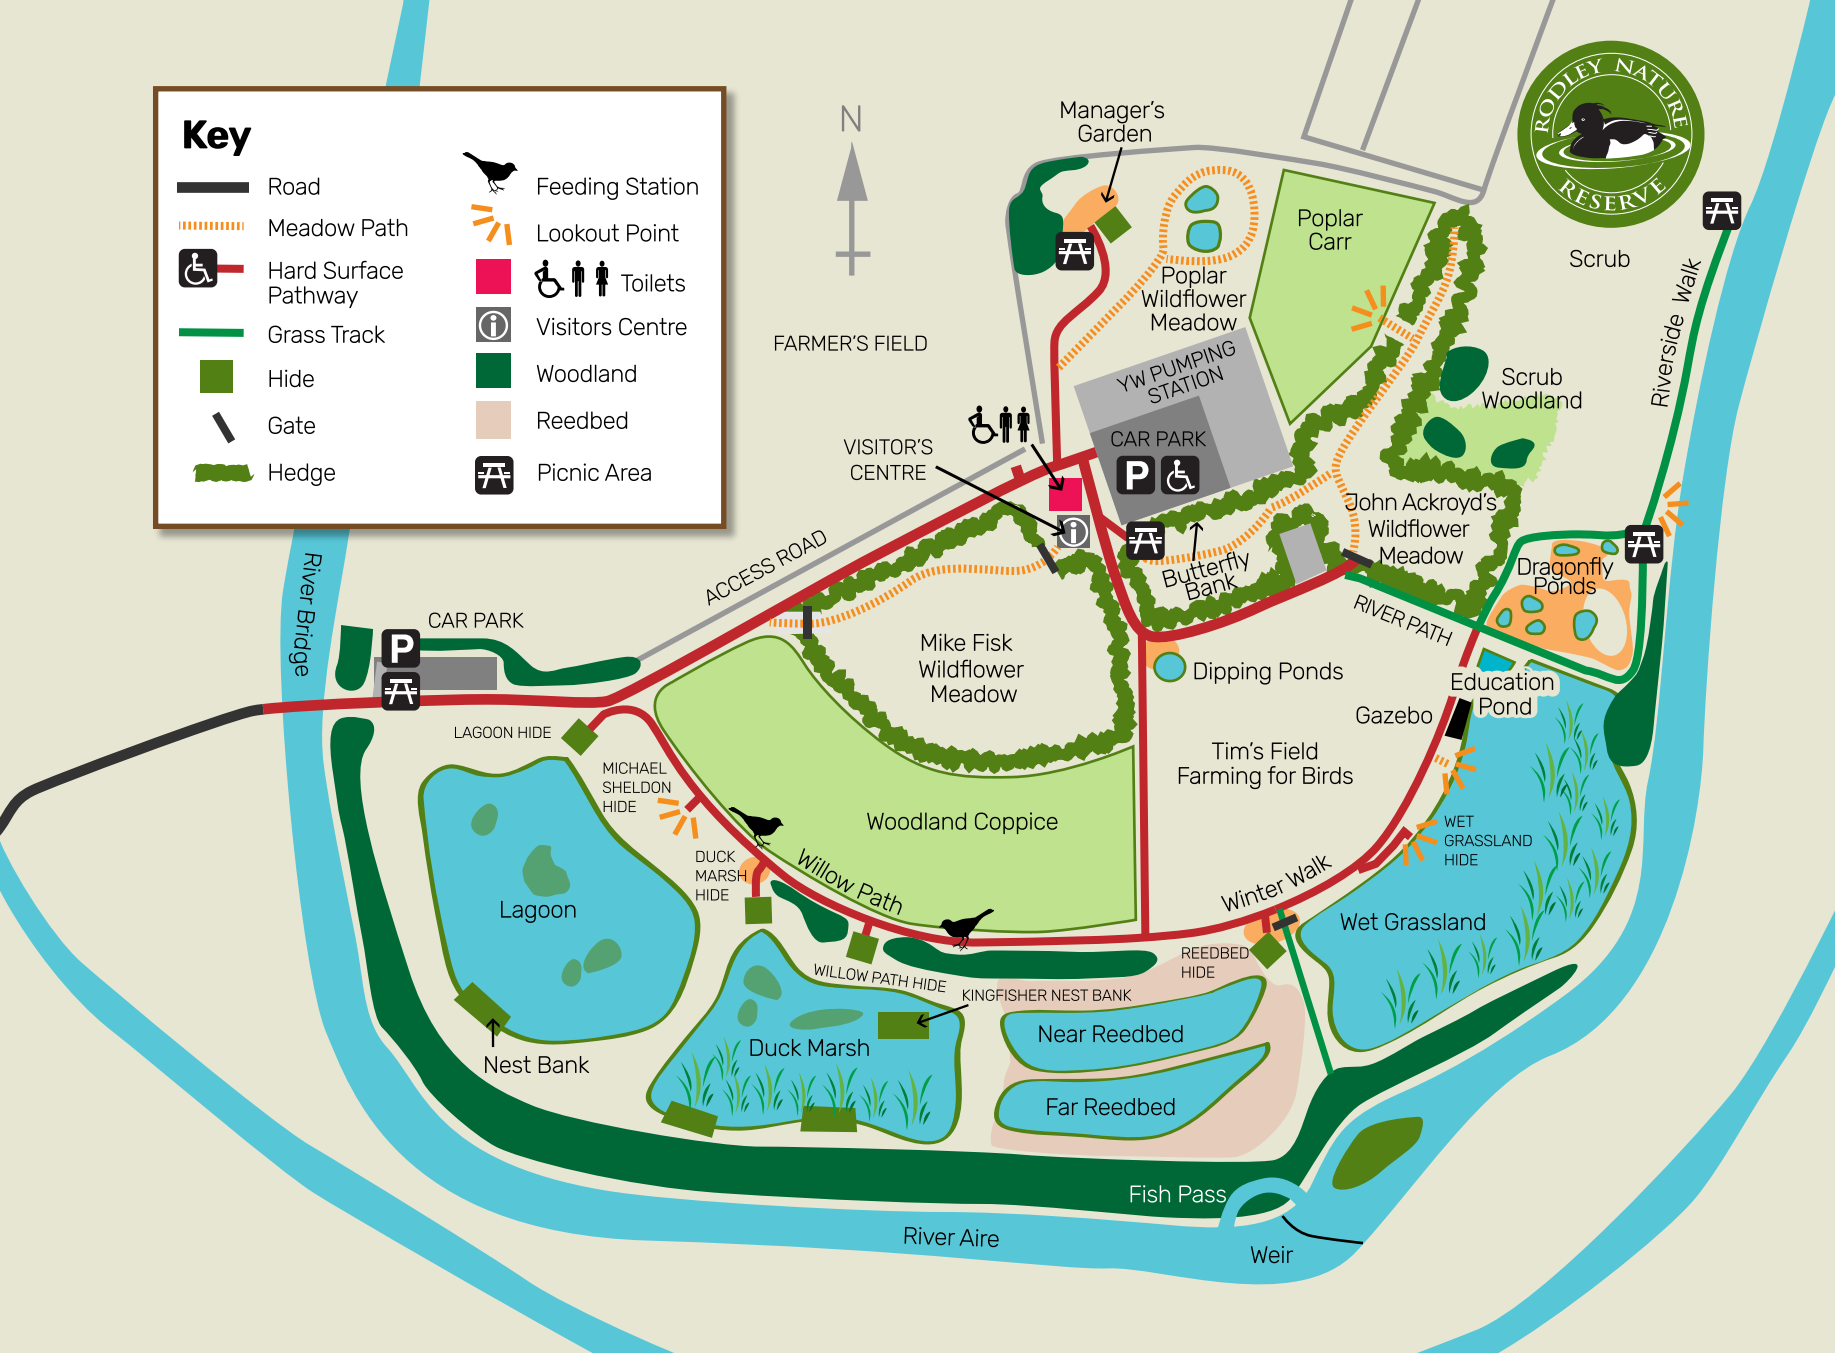 Key
Road
Meadow Path
Hard Surface
Pathway
Grass Track
Hide
Gate
Hedge
Feeding Station
Lookout Point
Toilets
Visitors Centre
Woodland
Reedbed
Picnic Area
N
Manager's
Garden
RODLEY NATURE
RESERVE
Scrub
Riverside Walk
Poplar
Carr
Poplar
Wildflower
Meadow
FARMER'S FIELD
YW PUMPING
STATION
CAR PARK
P
Scrub
Woodland
VISITOR'S
CENTRE
ACCESS ROAD
John Ackroyd's
Wildflower
Meadow
Butterfly
Bank
Dragonfly
Ponds
RIVER PATH
River Bridge
CAR PARK
P
Mike Fisk
Wildflower
Meadow
Dipping Ponds
Education
Pond
Gazebo
LAGOON HIDE
Tim's Field
Farming for Birds
MICHAEL
SHELDON
HIDE
Woodland Coppice
WET
GRASSLAND
HIDE
DUCK
MARSH
HIDE
Willow Path
Winter Walk
Lagoon
Wet Grassland
REEDBED
HIDE
WILLOW PATH HIDE
KINGFISHER NEST BANK
Near Reedbed
Duck Marsh
Nest Bank
Far Reedbed
Fish Pass
River Aire
Weir